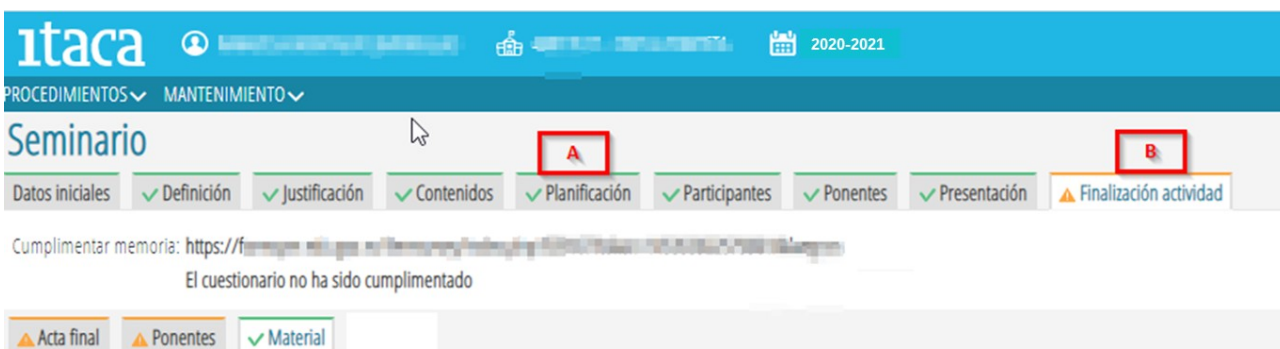 ıtaca 2020-2021
PROCEDIMIENTOS MANTENIMIENTO
Seminario
A B
Datos iniciales Definición Justificación Contenidos Planificación Participantes Ponentes Presentación Finalización actividad
Cumplimentar memoria: https://f
El cuestionario no ha sido cumplimentado
Acta final Ponentes Material